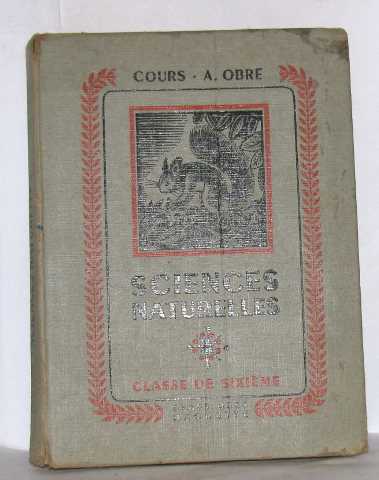 COURS · A. OBRE
SCIENCES
NATURELLES
CLASSE DE SIXIÈME